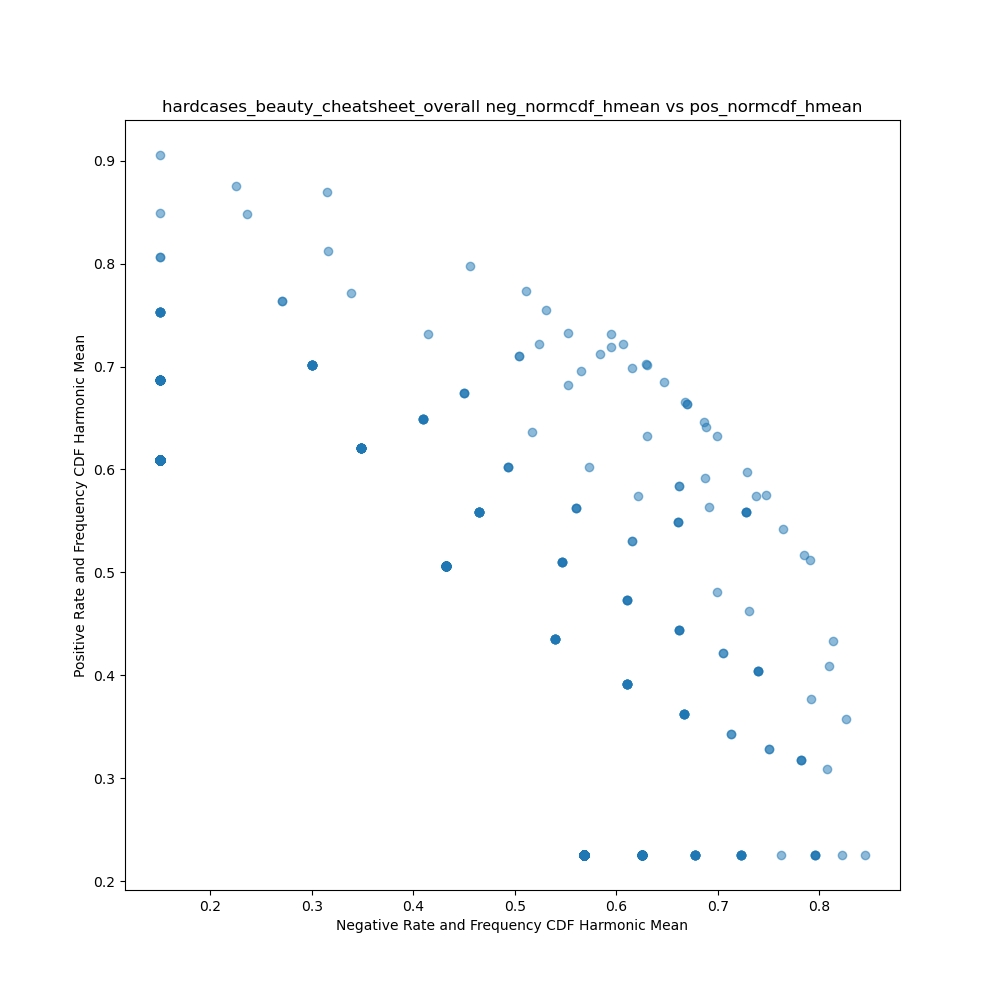 hardcases_beauty_cheatsheet_overall neg_normcdf_hmean vs pos_normcdf_hmean
Positive Rate and Frequency CDF Harmonic Mean
0.9
0.8
0.7
0.6
0.5
0.4
0.3
0.2
0.2 0.3 0.4 0.5 0.6 0.7 0.8
Negative Rate and Frequency CDF Harmonic Mean